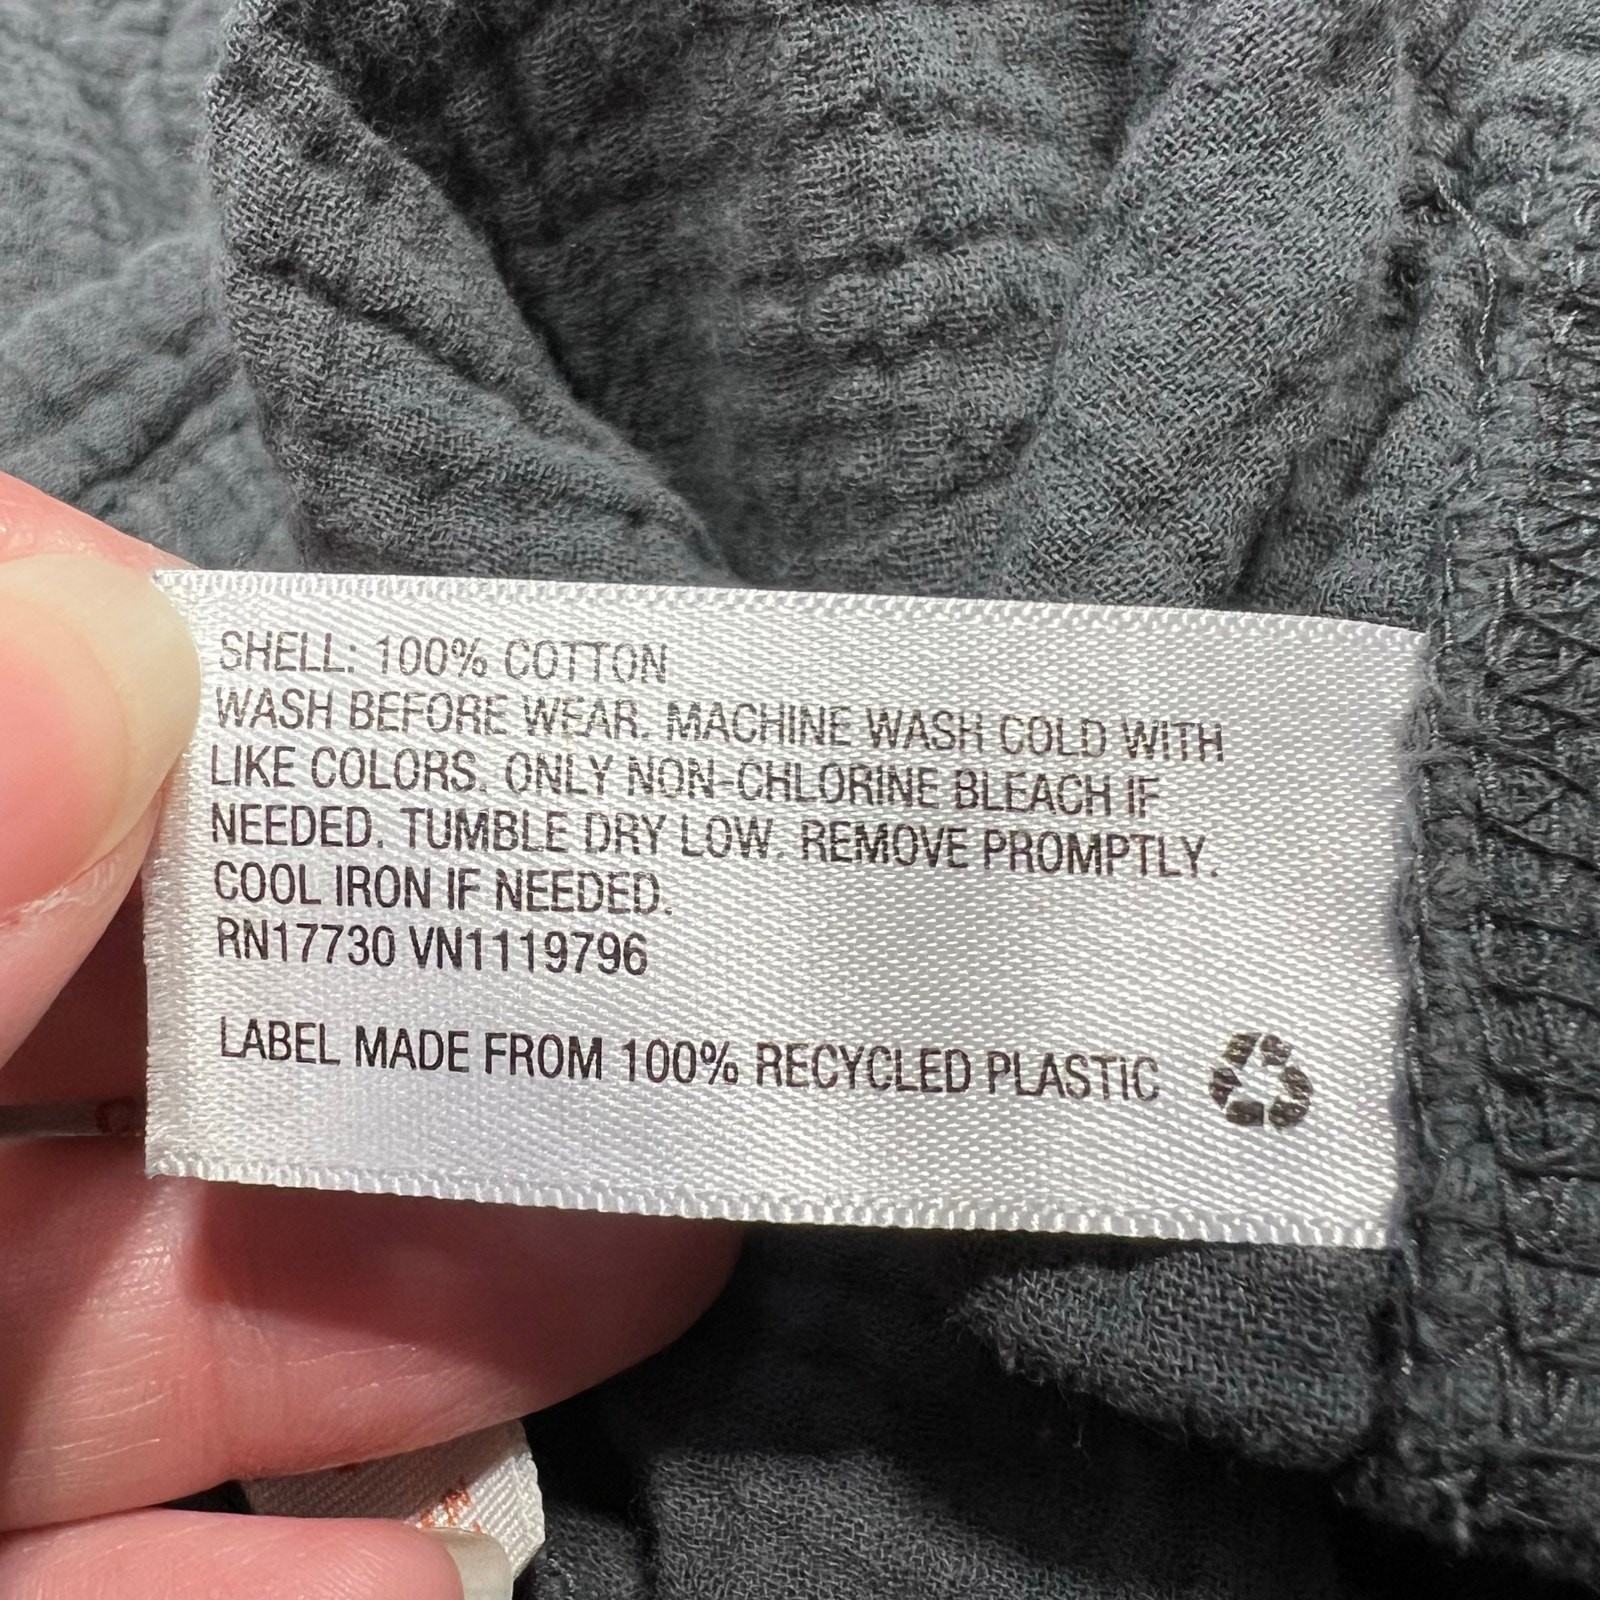 SHELL: 100% COTTON
WASH BEFORE WEAR. MACHINE WASH COLD WITH
LIKE COLORS. ONLY NON-CHLORINE BLEACH IF
NEEDED. TUMBLE DRY LOW. REMOVE PROMPTLY.
COOL IRON IF NEEDED.
RN17730 VN1119796
LABEL MADE FROM 100% RECYCLED PLASTIC